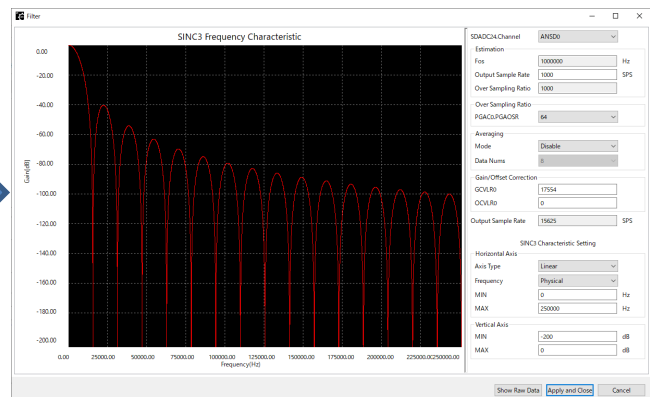 Filter
SINC3 Frequency Characteristic
0.00
-20.00
-40.00
-60.00
-80.00
-100.00
-120.00
-140.00
-160.00
-180.00
-200.00
Gain[dB]
0.00 25000.00 50000.00 75000.00 100000.00 125000.00 150000.00 175000.00 200000.00 225000.00250000.00
Frequency(Hz)
SDADC24.Channel ANSD0
Estimation
Fos 1000000 Hz
Output Sample Rate 1000 SPS
Over Sampling Ratio 1000
Over Sampling Ratio
PGAC0.PGAOSR 64
Averaging
Mode Disable
Data Nums 8
Gain/Offset Correction
GCVLR0 17554
OCVLR0 0
Output Sample Rate 15625 SPS
SINC3 Characteristic Setting
Horizontal Axis
Axis Type Linear
Frequency Physical
MIN 0 Hz
MAX 250000 Hz
Vertical Axis
MIN -200 dB
MAX 0 dB
Show Raw Data Apply and Close Cancel